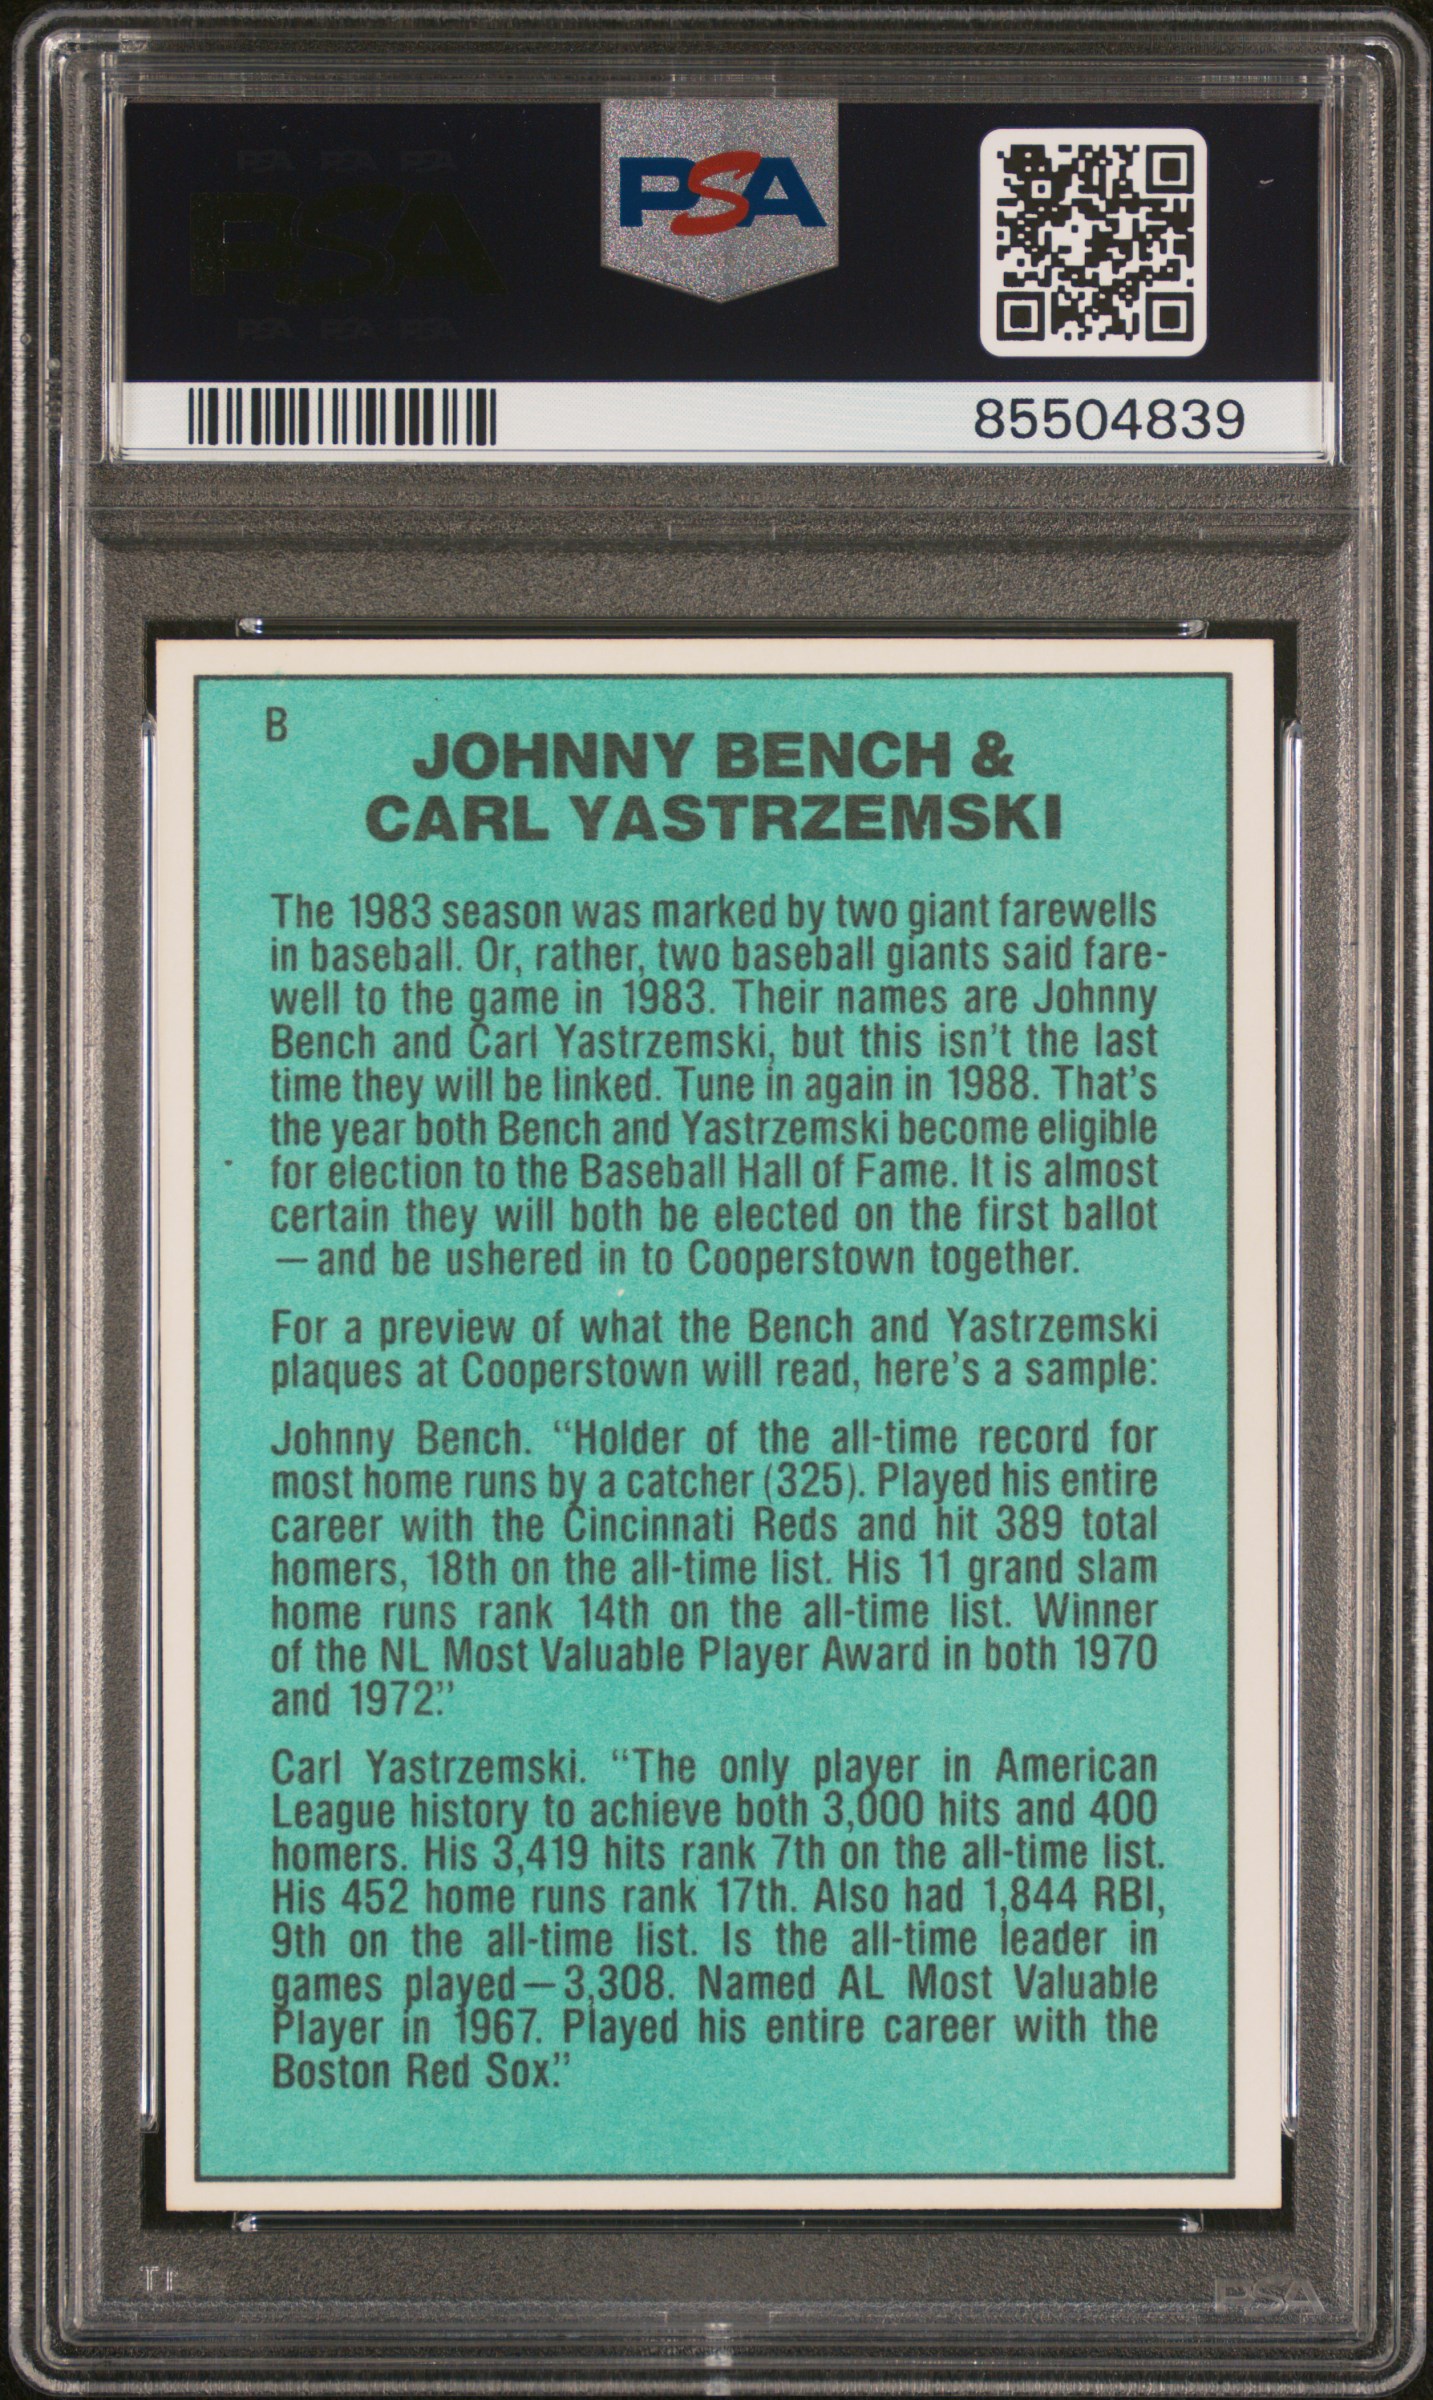 PSA PSA PSA
PSA
PSA PSA PSA
PSA
85504839
B
JOHNNY BENCH &
CARL YASTRZEMSKI
The 1983 season was marked by two giant farewells
in baseball. Or, rather, two baseball giants said fare-
well to the game in 1983. Their names are Johnny
Bench and Carl Yastrzemski, but this isn't the last
time they will be linked. Tune in again in 1988. That's
the year both Bench and Yastrzemski become eligible
for election to the Baseball Hall of Fame. It is almost
certain they will both be elected on the first ballot
—and be ushered in to Cooperstown together.
For a preview of what the Bench and Yastrzemski
plaques at Cooperstown will read, here's a sample:
Johnny Bench. “Holder of the all-time record for
most home runs by a catcher (325). Played his entire
career with the Cincinnati Reds and hit 389 total
homers, 18th on the all-time list. His 11 grand slam
home runs rank 14th on the all-time list. Winner
of the NL Most Valuable Player Award in both 1970
and 1972.”
Carl Yastrzemski. “The only player in American
League history to achieve both 3,000 hits and 400
homers. His 3,419 hits rank 7th on the all-time list.
His 452 home runs rank 17th. Also had 1,844 RBI,
9th on the all-time list. Is the all-time leader in
games played—3,308. Named AL Most Valuable
Player in 1967. Played his entire career with the
Boston Red Sox.”
PSA